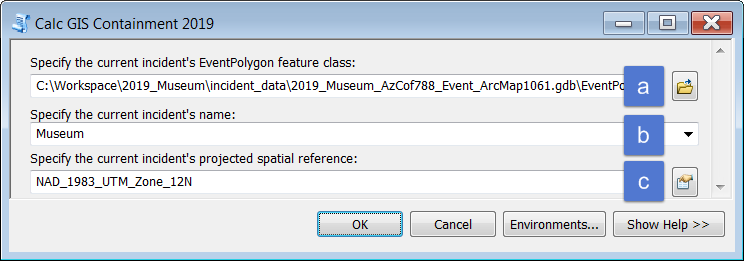 Calc GIS Containment 2019
Specify the current incident's EventPolygon feature class:
C:\Workspace\2019_Museum\incident_data\2019_Museum_AzCof788_Event_ArcMap1061.gdb\EventPo
a
Specify the current incident's name:
Museum
b
Specify the current incident's projected spatial reference:
NAD_1983_UTM_Zone_12N
c
OK
Cancel
Environments...
Show Help >>